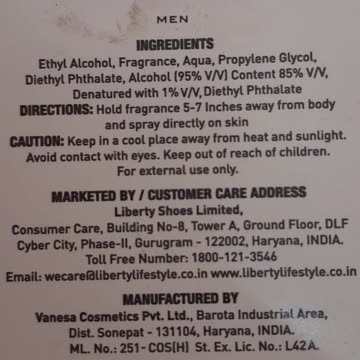 MEN
INGREDIENTS
Ethyl Alcohol, Fragrance, Aqua, Propylene Glycol,
Diethyl Phthalate, Alcohol (95% V/V) Content 85% V/V,
Denatured with 1% V/V, Diethyl Phthalate
DIRECTIONS: Hold fragrance 5-7 Inches away from body
and spray directly on skin
CAUTION: Keep in a cool place away from heat and sunlight.
Avoid contact with eyes. Keep out of reach of children.
For external use only.
MARKETED BY / CUSTOMER CARE ADDRESS
Liberty Shoes Limited,
Consumer Care, Building No-8, Tower A, Ground Floor, DLF
Cyber City, Phase-II, Gurugram - 122002, Haryana, INDIA.
Toll Free Number: 1800-121-3546
Email: wecare@libertylifestyle.co.in www.libertylifestyle.co.in
MANUFACTURED BY
Vanesa Cosmetics Pvt. Ltd., Barota Industrial Area,
Dist. Sonepat - 131104, Haryana, INDIA.
ML. No.: 251-COS(H) St. Ex. Lic. No.: L42A.